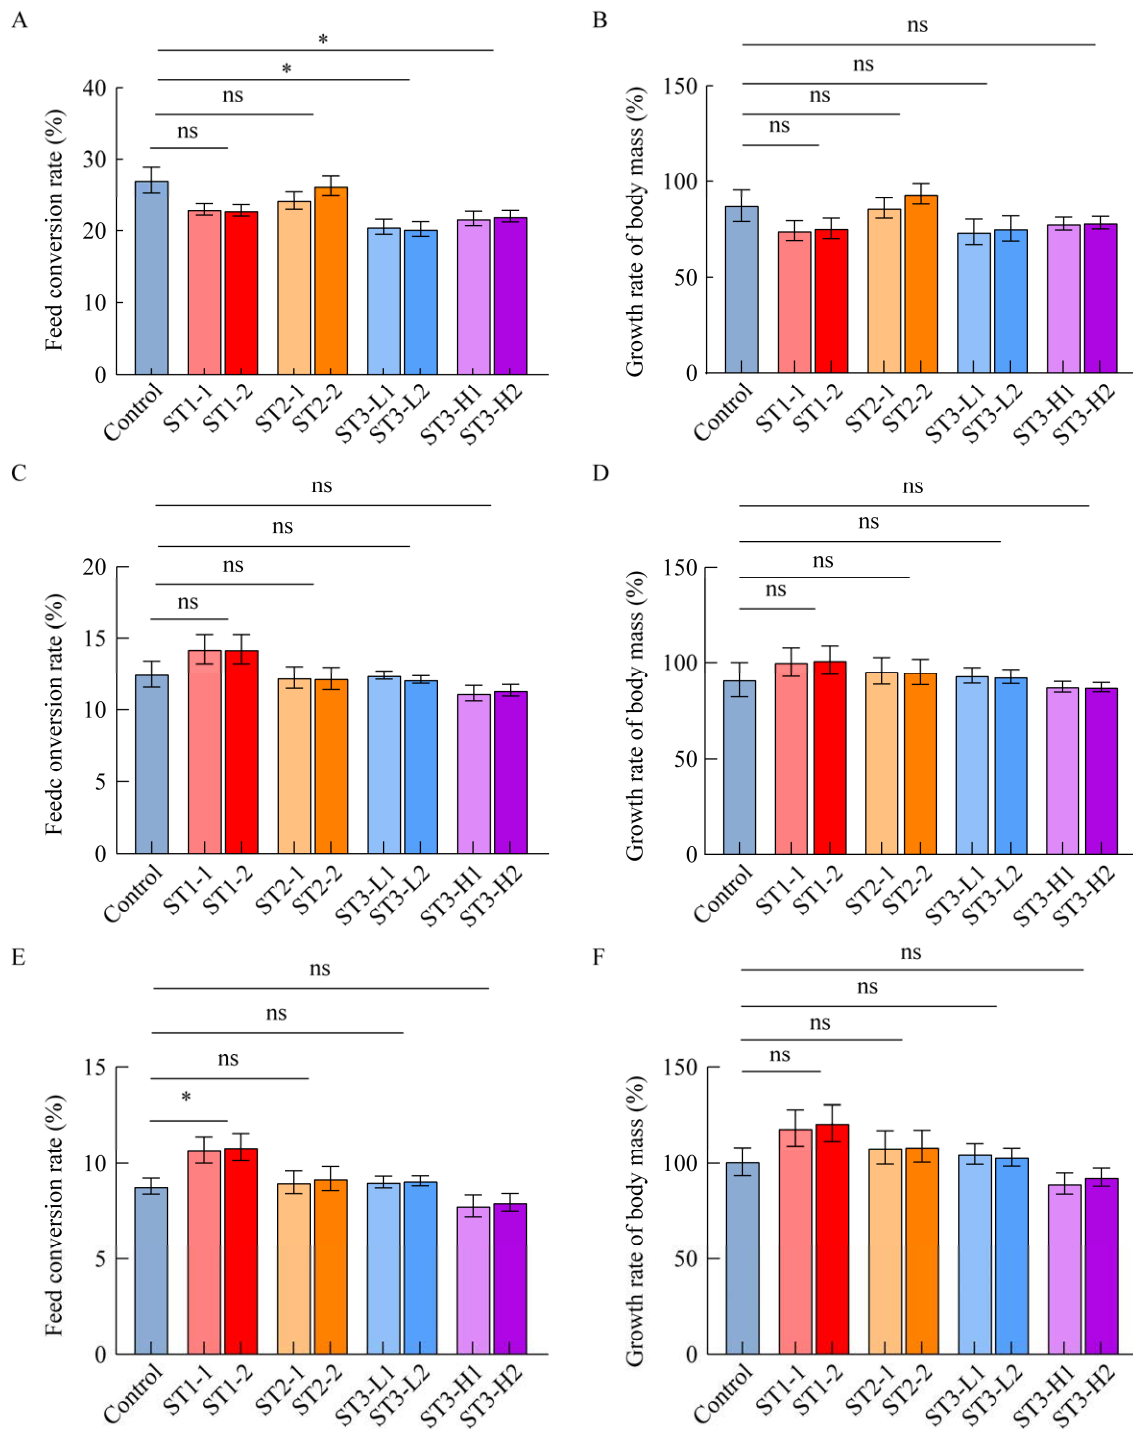 A
*
*
ns
ns
Feed conversion rate (%)
40
30
20
10
0
Control
ST1-1
ST1-2
ST2-1
ST2-2
ST3-L1
ST3-L2
ST3-H1
ST3-H2
B
ns
ns
ns
ns
Growth rate of body mass (%)
150
100
50
0
Control
ST1-1
ST1-2
ST2-1
ST2-2
ST3-L1
ST3-L2
ST3-H1
ST3-H2
C
ns
ns
ns
ns
Feedc onversion rate (%)
20
15
10
5
0
Control
ST1-1
ST1-2
ST2-1
ST2-2
ST3-L1
ST3-L2
ST3-H1
ST3-H2
D
ns
ns
ns
ns
Growth rate of body mass (%)
150
100
50
0
Control
ST1-1
ST1-2
ST2-1
ST2-2
ST3-L1
ST3-L2
ST3-H1
ST3-H2
E
ns
ns
ns
*
Feed conversion rate (%)
15
10
5
0
Control
ST1-1
ST1-2
ST2-1
ST2-2
ST3-L1
ST3-L2
ST3-H1
ST3-H2
F
ns
ns
ns
ns
Growth rate of body mass (%)
150
100
50
0
Control
ST1-1
ST1-2
ST2-1
ST2-2
ST3-L1
ST3-L2
ST3-H1
ST3-H2